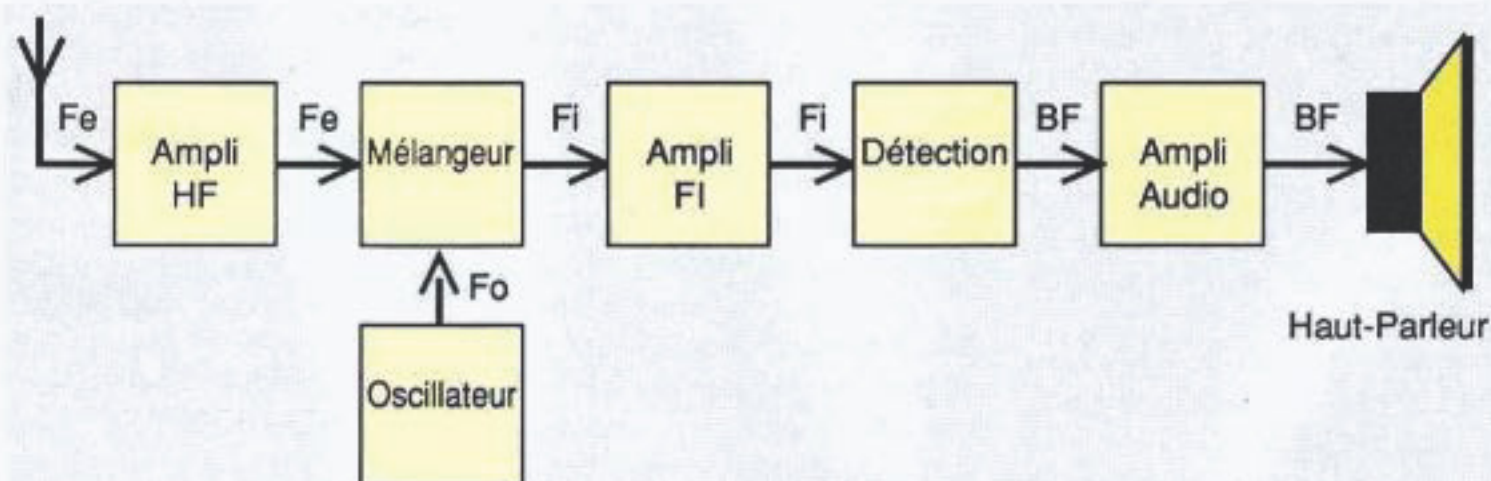 Fe
Ampli
HF
Fe
Mélangeur
Fi
Ampli
FI
Fi
Détection
BF
Ampli
Audio
BF
Haut-Parleur
Fo
Oscillateur